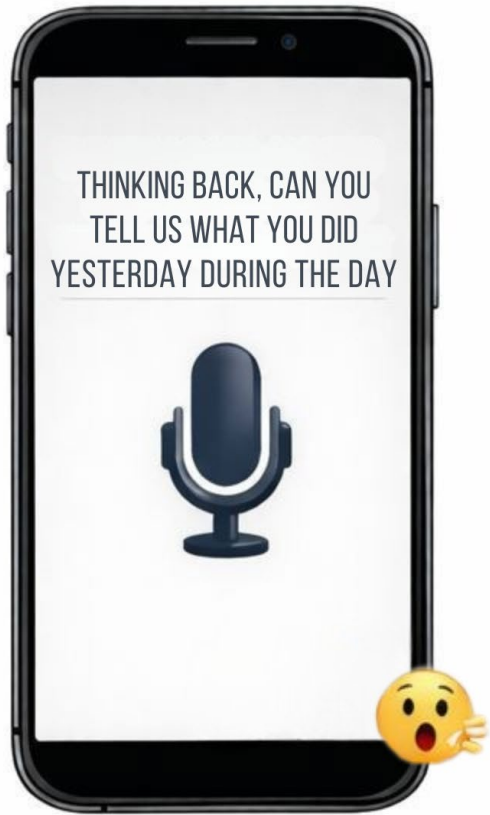 THINKING BACK, CAN YOU
TELL US WHAT YOU DID
YESTERDAY DURING THE DAY